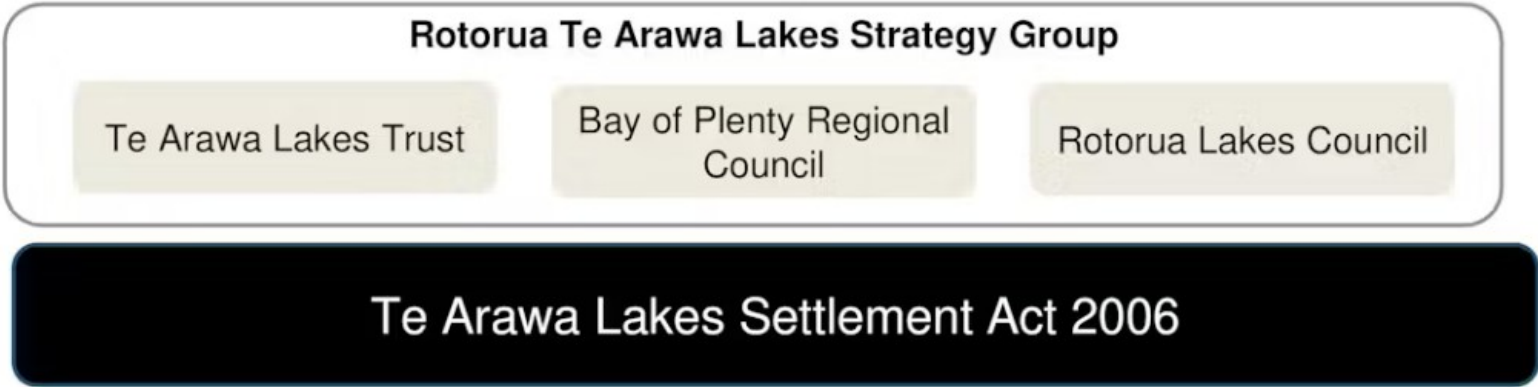 Rotorua Te Arawa Lakes Strategy Group
Te Arawa Lakes Trust
Bay of Plenty Regional
Council
Rotorua Lakes Council
Te Arawa Lakes Settlement Act 2006